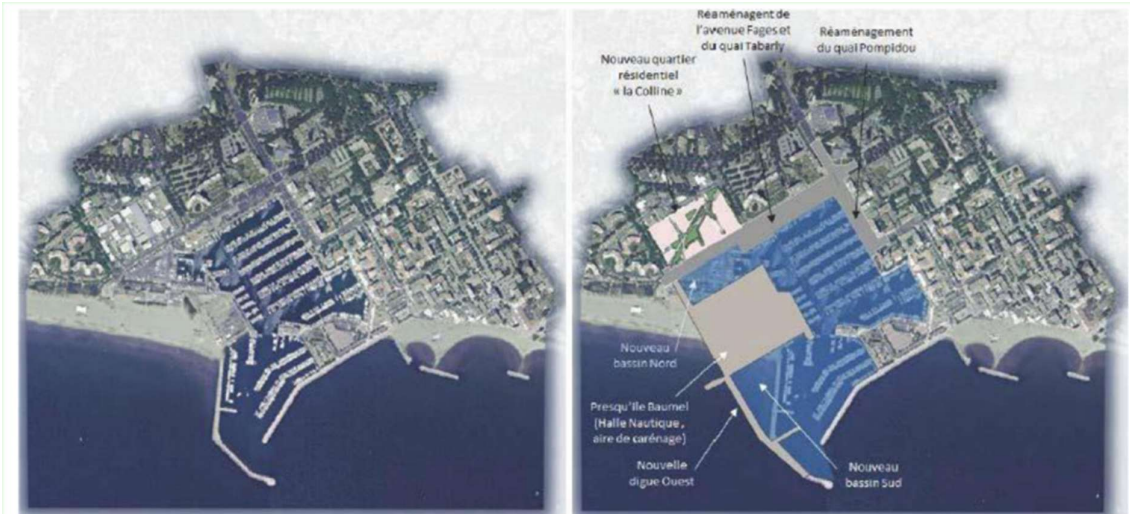 Réaménagent de
l'avenue Fages et
du quai Tabarly
Réaménagement
du quai Pompidou
Nouveau quartier
résidentiel
« la Colline »
Nouveau
bassin Nord
Presqu'île Baumel
(Halle Nautique,
aire de carénage)
Nouvelle
digue Ouest
Nouveau
bassin Sud